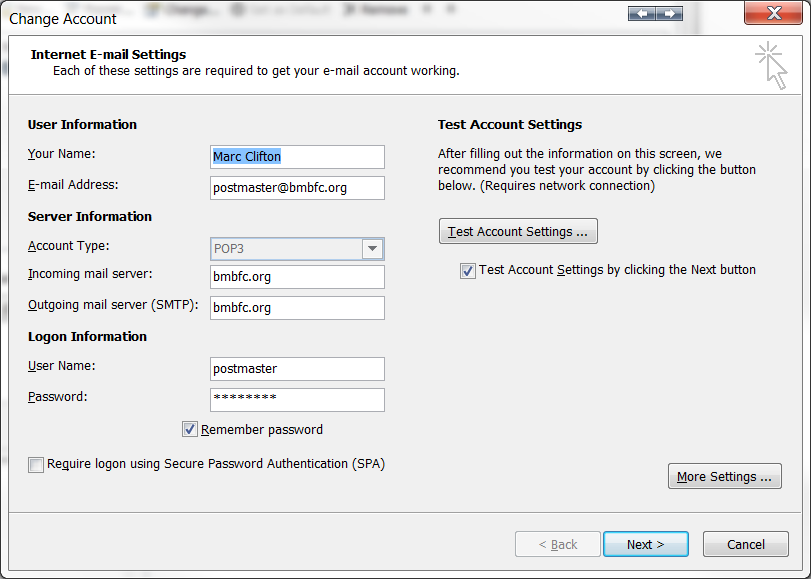 Change Account
Internet E-mail Settings
Each of these settings are required to get your e-mail account working.
User Information
Your Name:
Marc Clifton
E-mail Address:
postmaster@bmbfc.org
Server Information
Account Type:
POP3
Incoming mail server:
bmbfc.org
Outgoing mail server (SMTP):
bmbfc.org
Logon Information
User Name:
postmaster
Password:
********
Remember password
Require logon using Secure Password Authentication (SPA)
Test Account Settings
After filling out the information on this screen, we
recommend you test your account by clicking the button
below. (Requires network connection)
Test Account Settings ...
Test Account Settings by clicking the Next button
More Settings ...
< Back
Next >
Cancel